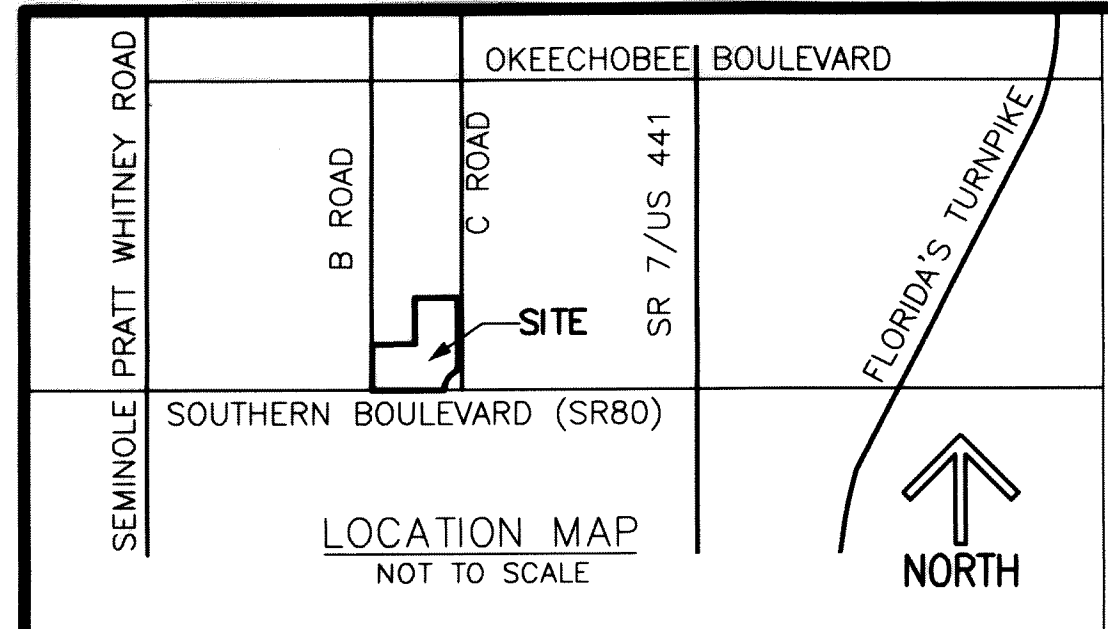 OKEECHOBEE BOULEVARD
SEMINOLE PRATT WHITNEY ROAD
B ROAD
C ROAD
SR 7/US 441
FLORIDA'S TURNPIKE
SITE
SOUTHERN BOULEVARD (SR80)
LOCATION MAP
NOT TO SCALE
NORTH